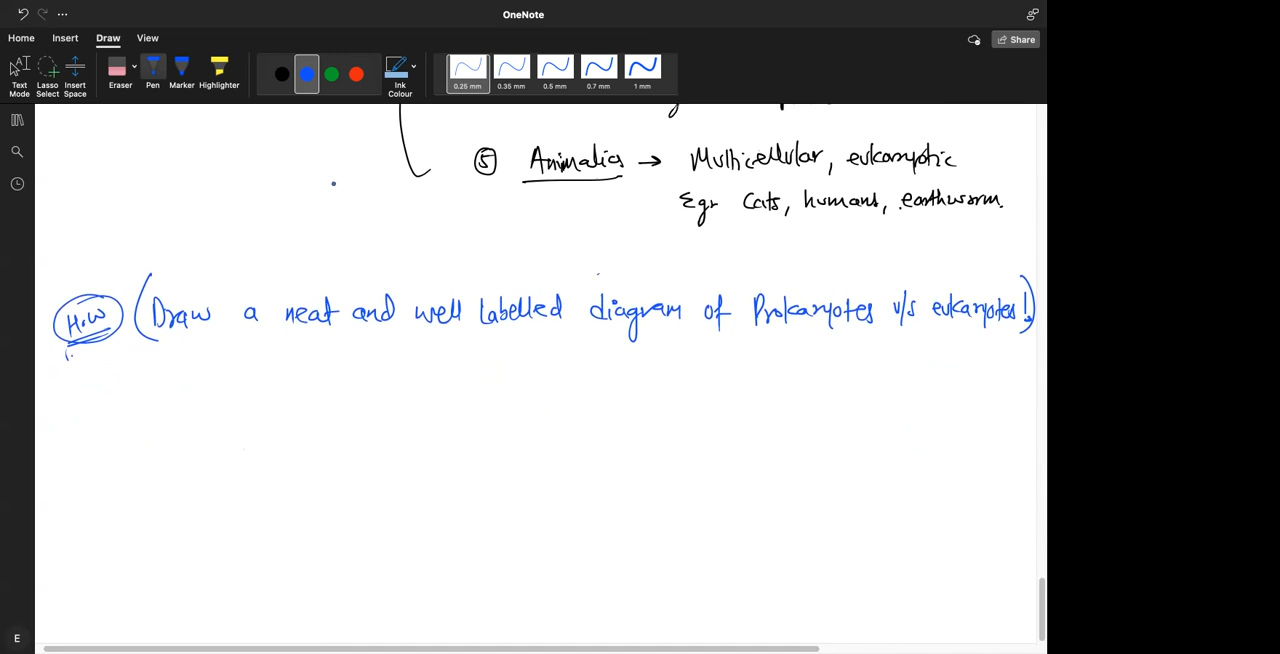 OneNote
Home Insert Draw View
Share
Text Mode
Lasso Select
Insert Space
Eraser
Pen
Marker
Highlighter
Ink Colour
0.25 mm
0.35 mm
0.5 mm
0.7 mm
1 mm
⑤ Animalia → Multicellular, eukaryotic
Eg: Cats, humans, earthworm.
H.W (Draw a neat and well labelled diagram of Prokaryotes v/s eukaryotes!)
E